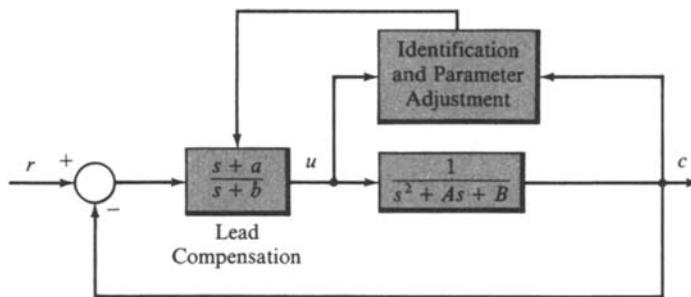 Identification
and Parameter
Adjustment
r
+
−
s + a
s + b
u
1
s² + As + B
c
Lead
Compensation